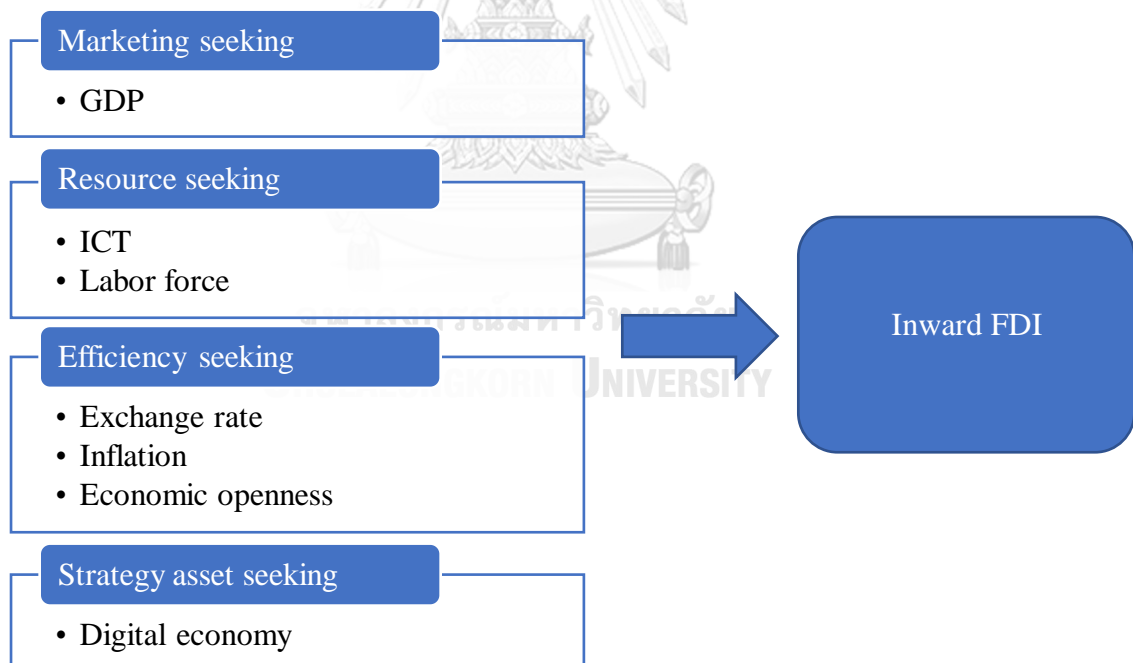 Marketing seeking
• GDP
Resource seeking
• ICT
• Labor force
Efficiency seeking
• Exchange rate
• Inflation
• Economic openness
Strategy asset seeking
• Digital economy
Inward FDI
UNIVERSITY